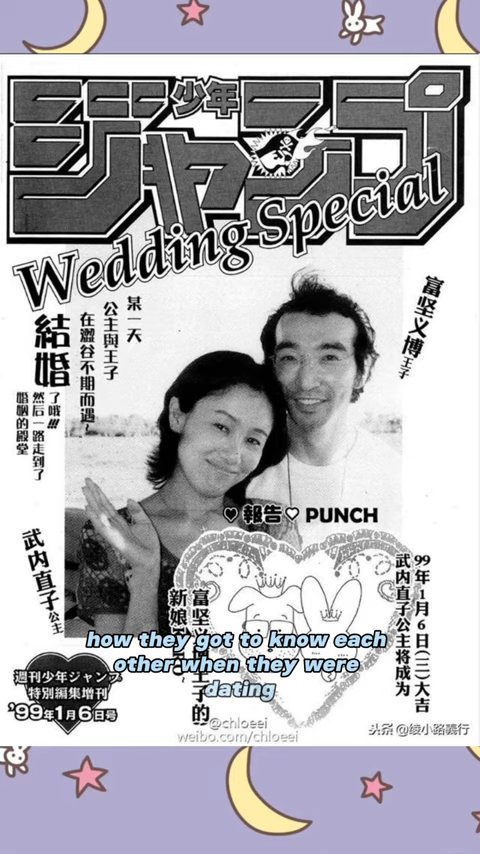 少年
ジャンプ
Wedding Special
富坚义博王子
某一天
公主與王子
在澀谷不期而遇~
結婚
了哦!!!
然后一路走到了
婚姻的殿堂
♥ 報告 ♡ PUNCH
武内直子公主
99年1月6日(三)大吉
武内直子公主将成为
富坚义博王子的
新娘
how they got to know each
other when they were
dating
週刊少年ジャンプ
特別編集増刊
'99年1月6日号
@chloeei
weibo.com/chloeei
头条 @绫小路義行